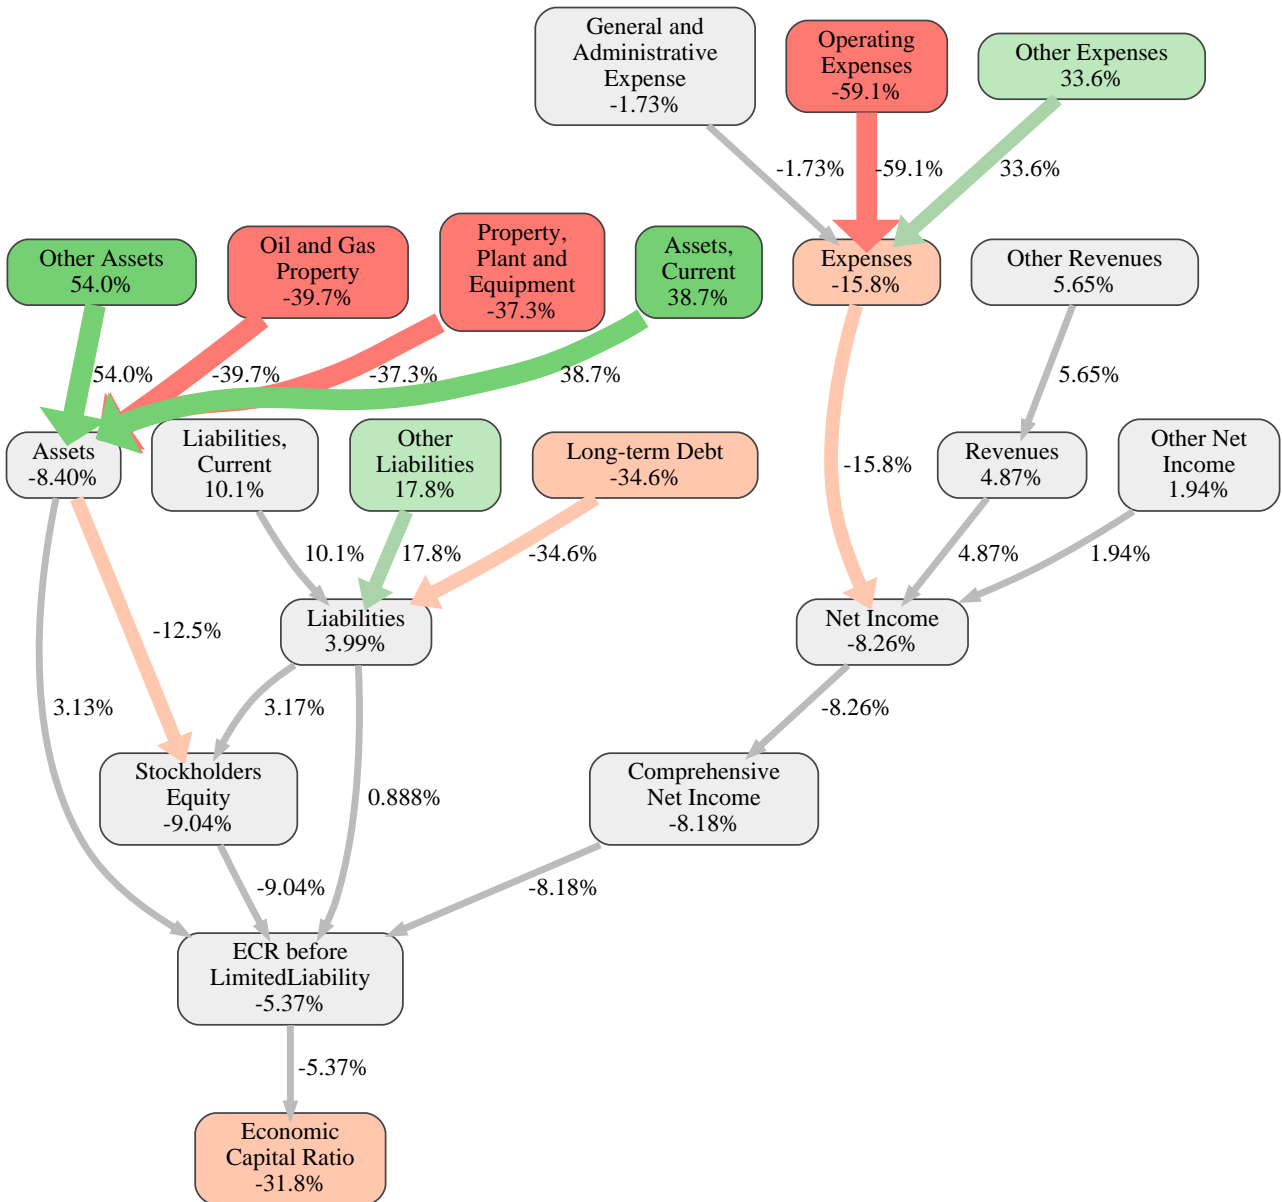 General and
Administrative
Expense
-1.73%
Operating
Expenses
-59.1%
Other Expenses
33.6%
-1.73%
-59.1%
33.6%
Other Assets
54.0%
Oil and Gas
Property
-39.7%
Property,
Plant and
Equipment
-37.3%
Assets,
Current
38.7%
Expenses
-15.8%
Other Revenues
5.65%
54.0%
-39.7%
-37.3%
38.7%
5.65%
Assets
-8.40%
Liabilities,
Current
10.1%
Other
Liabilities
17.8%
Long-term Debt
-34.6%
-15.8%
Revenues
4.87%
Other Net
Income
1.94%
10.1%
17.8%
-34.6%
4.87%
1.94%
-12.5%
Liabilities
3.99%
Net Income
-8.26%
3.13%
3.17%
-8.26%
Stockholders
Equity
-9.04%
0.888%
Comprehensive
Net Income
-8.18%
-9.04%
-8.18%
ECR before
LimitedLiability
-5.37%
-5.37%
Economic
Capital Ratio
-31.8%